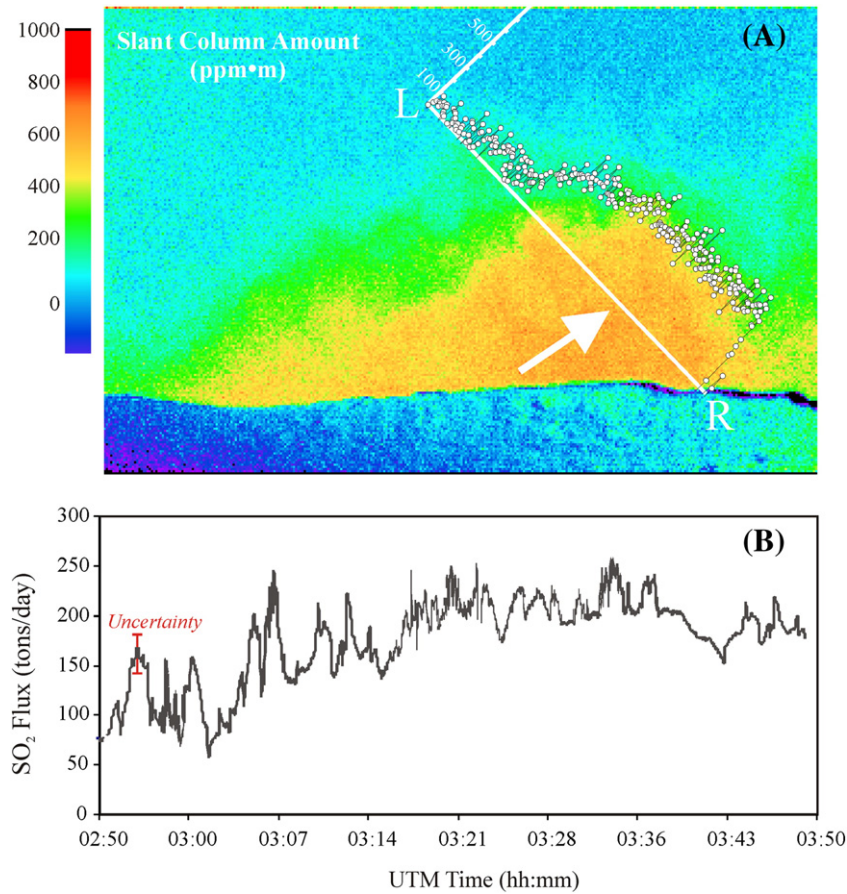 1000
800
600
400
200
0
Slant Column Amount
(ppm•m)
(A)
500
300
100
L
R
(B)
300
250
200
150
100
50
0
SO₂ Flux (tons/day)
Uncertainty
02:50 03:00 03:07 03:14 03:21 03:28 03:36 03:43 03:50
UTM Time (hh:mm)